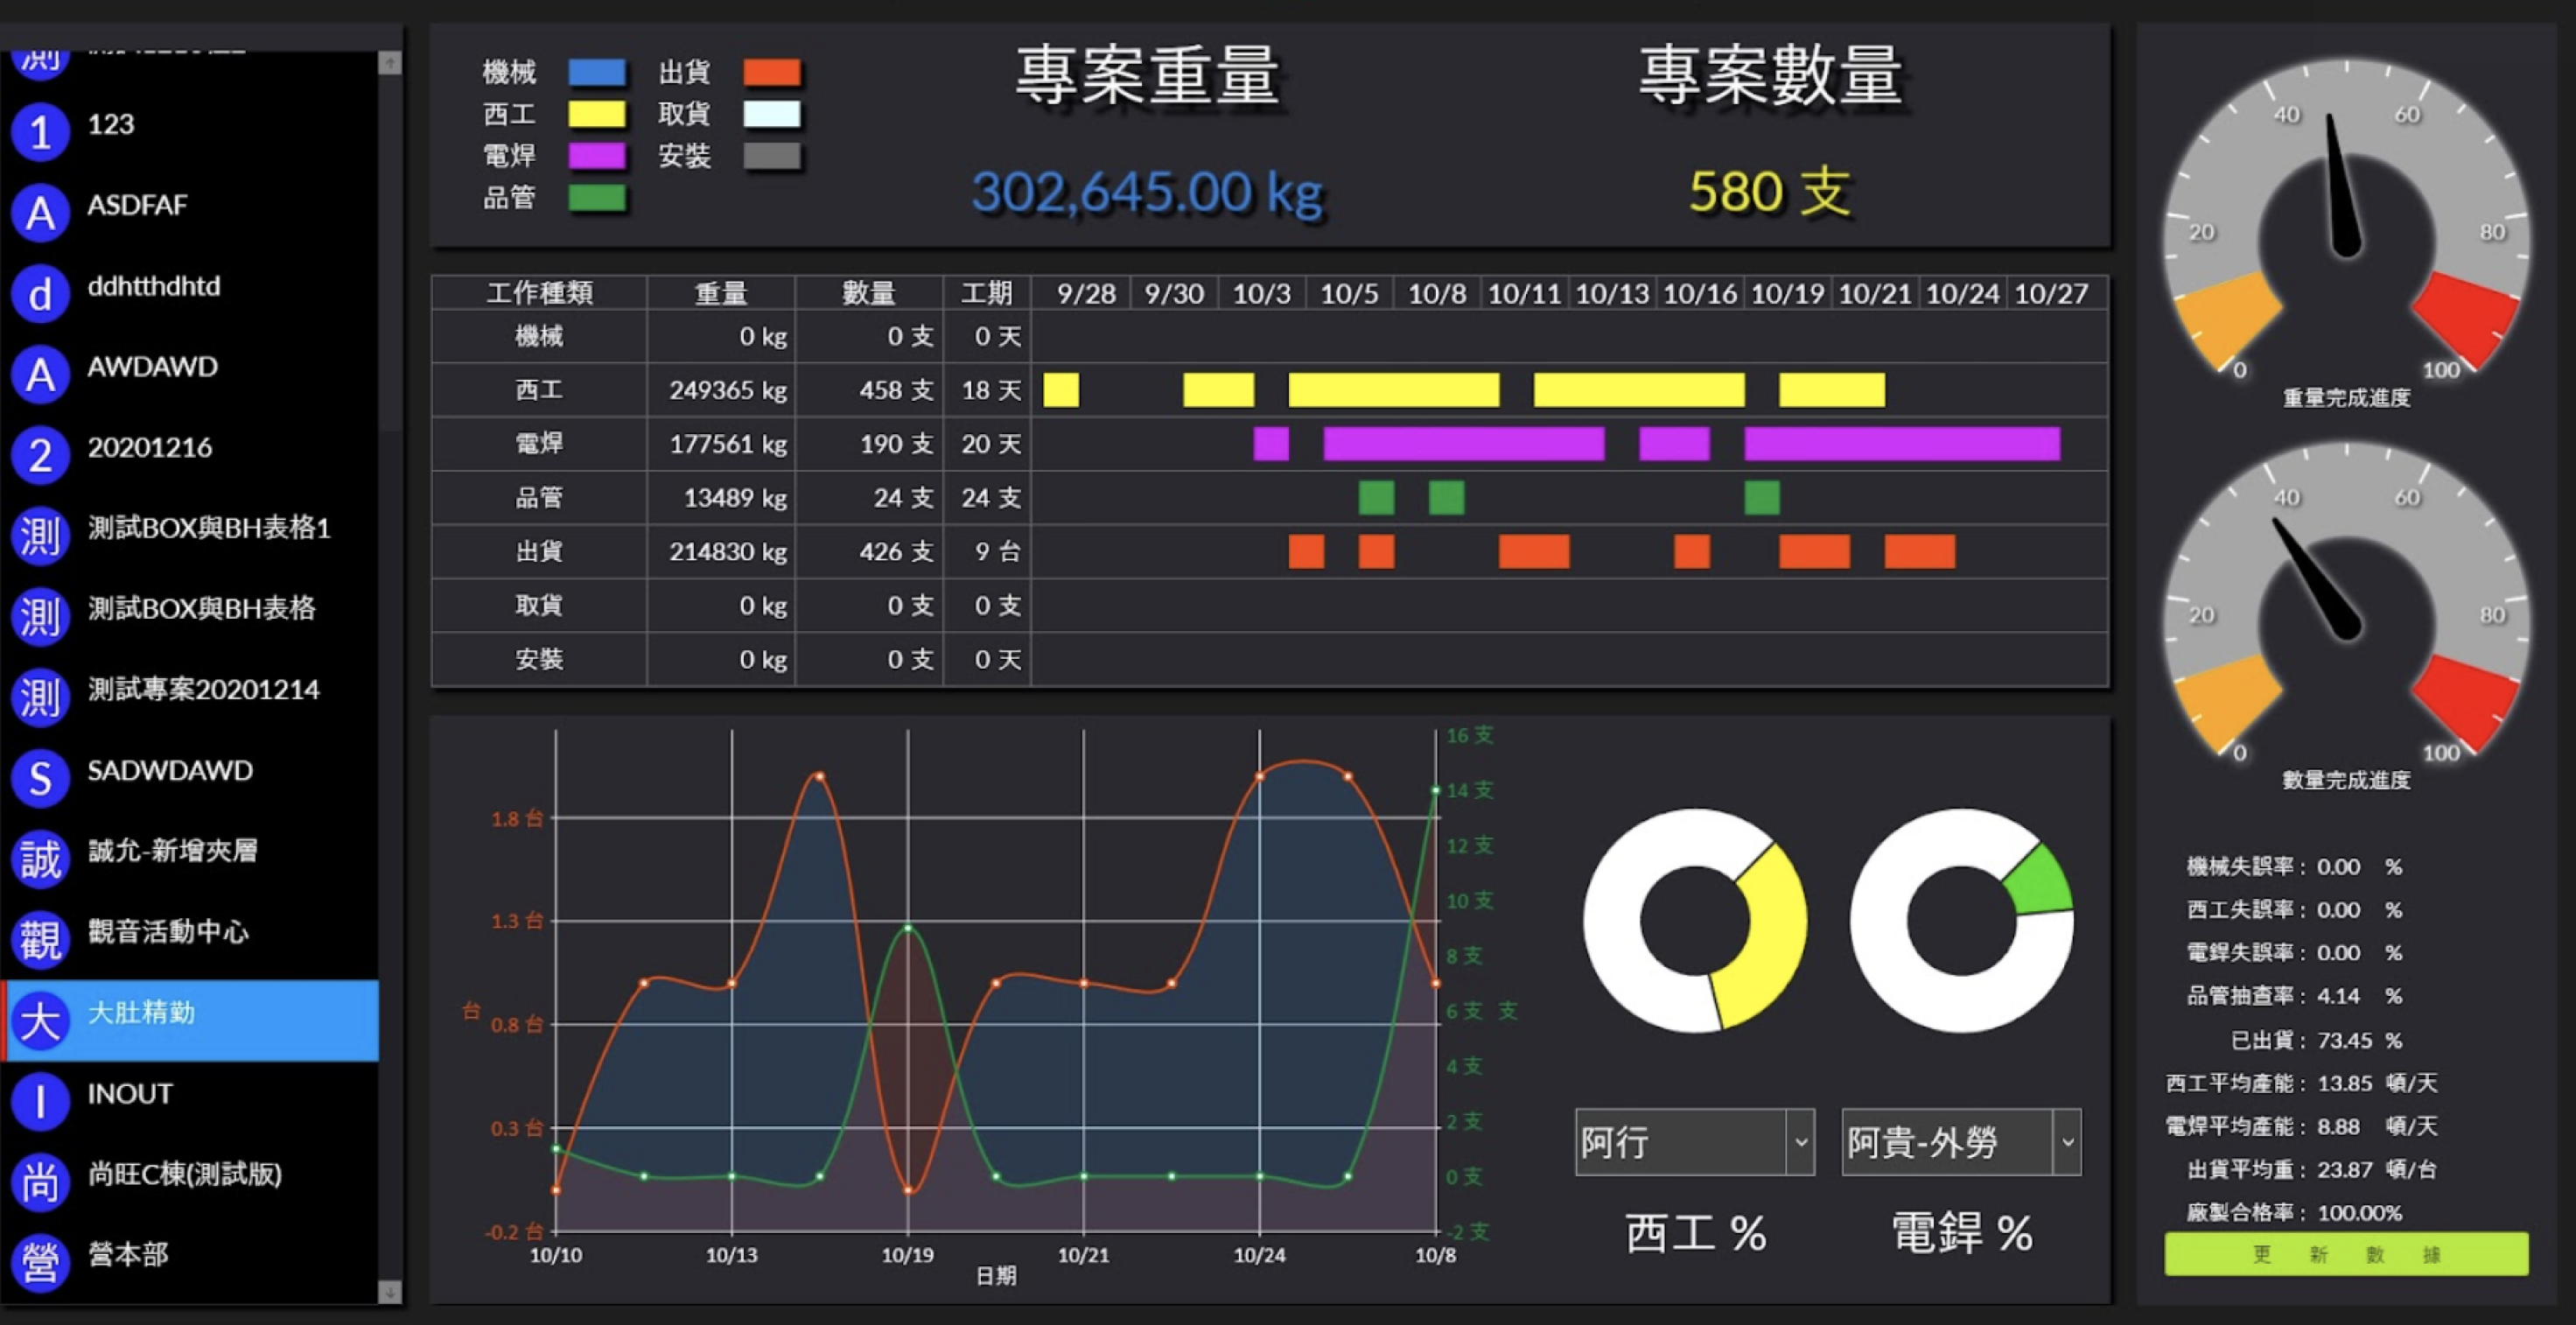 測
1 123
A ASDFAF
d ddhtthdhtd
A AWDAWD
2 20201216
測 測試BOX與BH表格1
測 測試BOX與BH表格
測 測試專案20201214
S SADWDAWD
誠 誠允-新增夾層
觀 觀音活動中心
大 大肚精勤
I INOUT
尚 尚旺C棟(測試版)
營 營本部
機械 出貨
西工 取貨
電焊 安裝
品管
專案重量
302,645.00 kg
專案數量
580 支
工作種類 重量 數量 工期 9/28 9/30 10/3 10/5 10/8 10/11 10/13 10/16 10/19 10/21 10/24 10/27
機械 0 kg 0 支 0 天
西工 249365 kg 458 支 18 天
電焊 177561 kg 190 支 20 天
品管 13489 kg 24 支 24 支
出貨 214830 kg 426 支 9 台
取貨 0 kg 0 支 0 支
安裝 0 kg 0 支 0 天
1.8 台
1.3 台
台 0.8 台
0.3 台
-0.2 台
16 支
14 支
12 支
10 支
8 支
6 支 支
4 支
2 支
0 支
-2 支
10/10 10/13 10/19 10/21 10/24 10/8
日期
阿行
西工 %
阿貴-外勞
電銲 %
0 20 40 60 80 100
重量完成進度
0 20 40 60 80 100
數量完成進度
機械失誤率 : 0.00 %
西工失誤率 : 0.00 %
電銲失誤率 : 0.00 %
品管抽查率 : 4.14 %
已出貨 : 73.45 %
西工平均產能 : 13.85 頓/天
電焊平均產能 : 8.88 頓/天
出貨平均重 : 23.87 頓/台
廠製合格率 : 100.00%
更 新 數 據